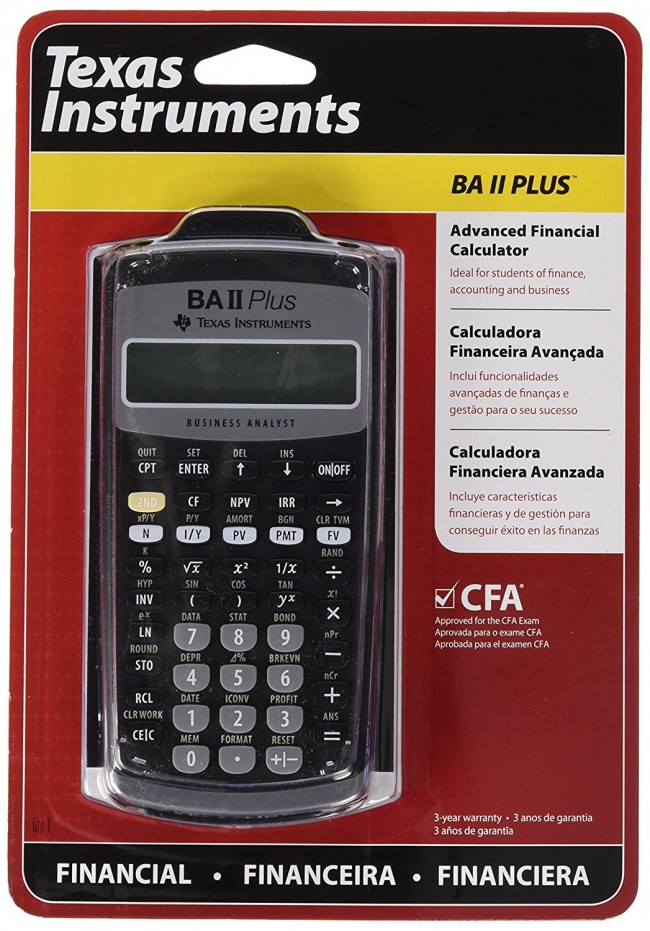 Texas
Instruments
BA II PLUS™
Advanced Financial
Calculator
Ideal for students of finance,
accounting and business
Calculadora
Financeira Avançada
Inclui funcionalidades
avançadas de finanças e
gestão para o seu sucesso
Calculadora
Financiera Avanzada
Incluye características
financieras y de gestión para
conseguir éxito en las finanzas
CFA®
Approved for the CFA Exam
Aprovada para o exame CFA
Aprobada para el examen CFA
BA II Plus
TEXAS INSTRUMENTS
BUSINESS ANALYST
QUIT SET DEL INS
CPT ENTER ↑ ↓ ON|OFF
2ND CF NPV IRR →
xP/Y P/Y AMORT BGN CLR TVM
N I/Y PV PMT FV
K RAND
% √x x² 1/x ÷
HYP SIN COS TAN x!
INV ( ) yˣ ×
eˣ DATA STAT BOND nPr
LN 7 8 9 −
ROUND DEPR Δ% BRKEVN nCr
STO 4 5 6 +
DATE ICONV PROFIT ANS
RCL 1 2 3 =
CLR WORK MEM FORMAT RESET
CE|C 0 . +|−
3-year warranty • 3 anos de garantia
3 años de garantía
FINANCIAL • FINANCEIRA • FINANCIERA